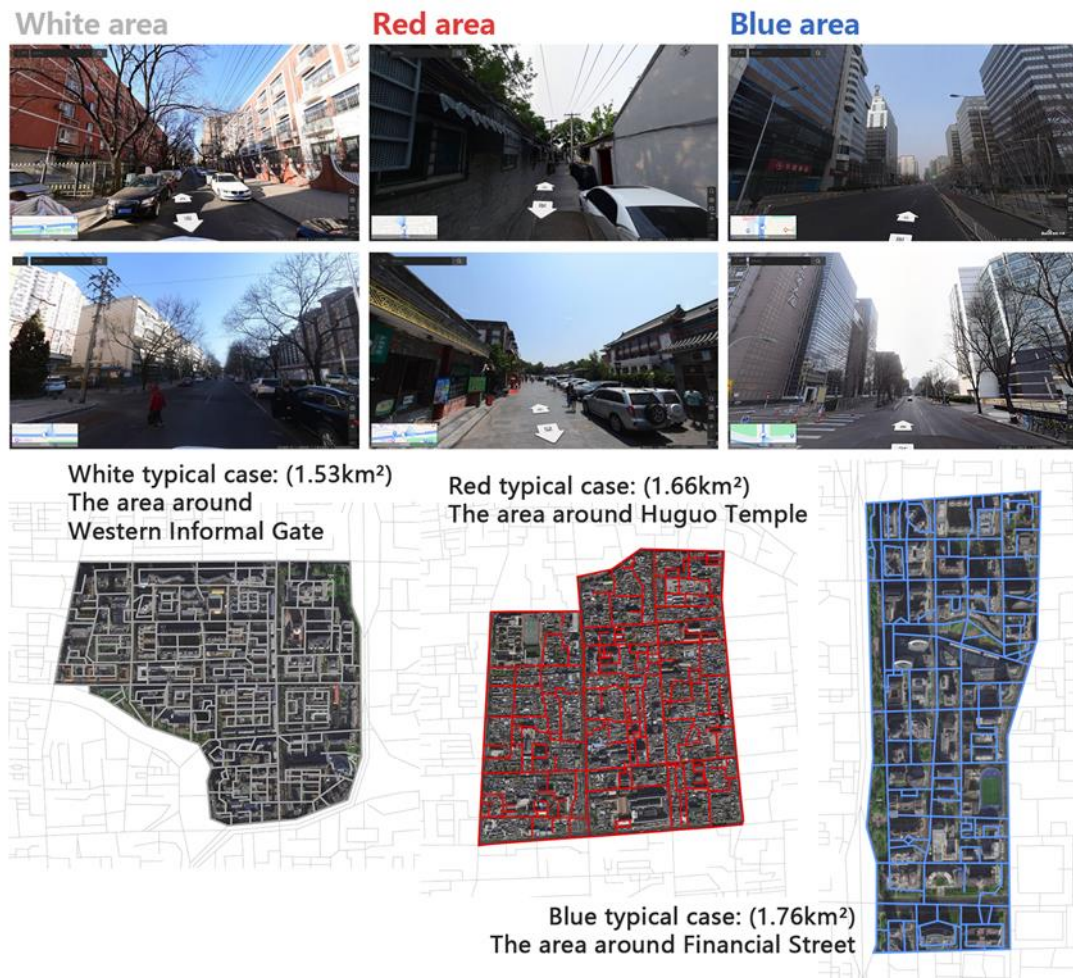 White area
Red area
Blue area
White typical case: (1.53km²)
The area around
Western Informal Gate
Red typical case: (1.66km²)
The area around Huguo Temple
Blue typical case: (1.76km²)
The area around Financial Street